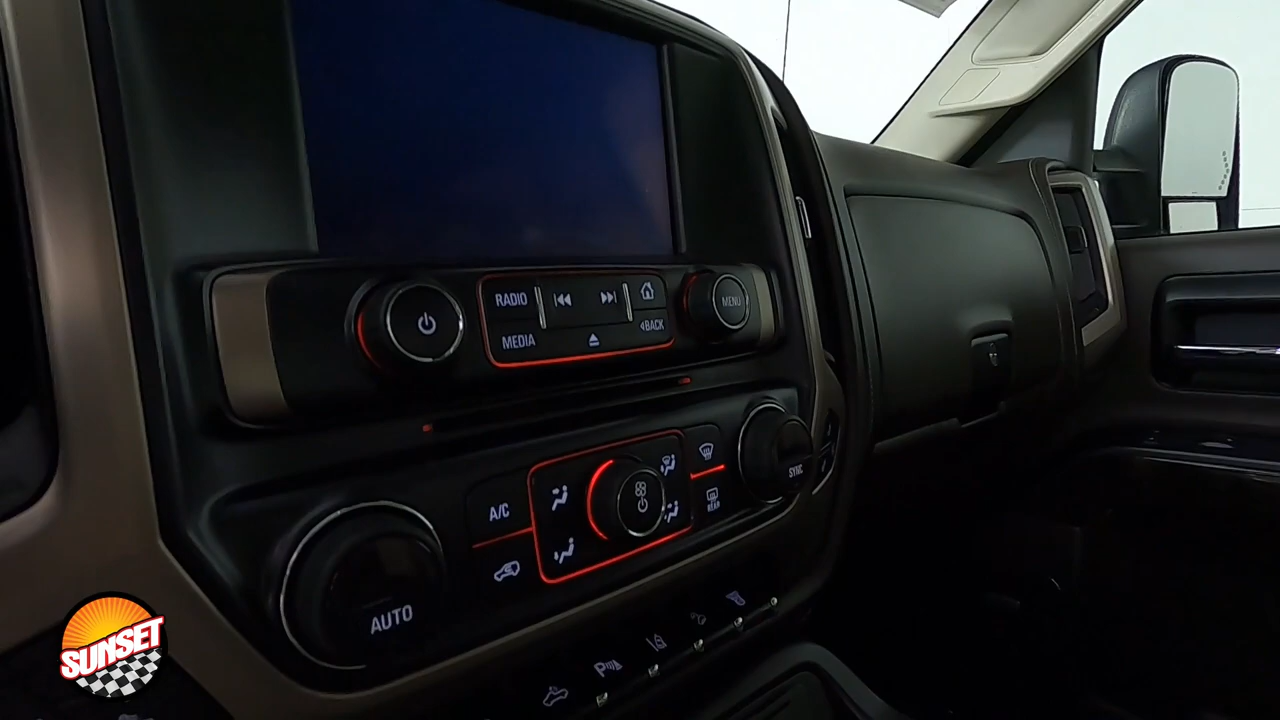 RADIO
MEDIA
BACK
MENU
A/C
AUTO
SYNC
REAR
P
SUNSET